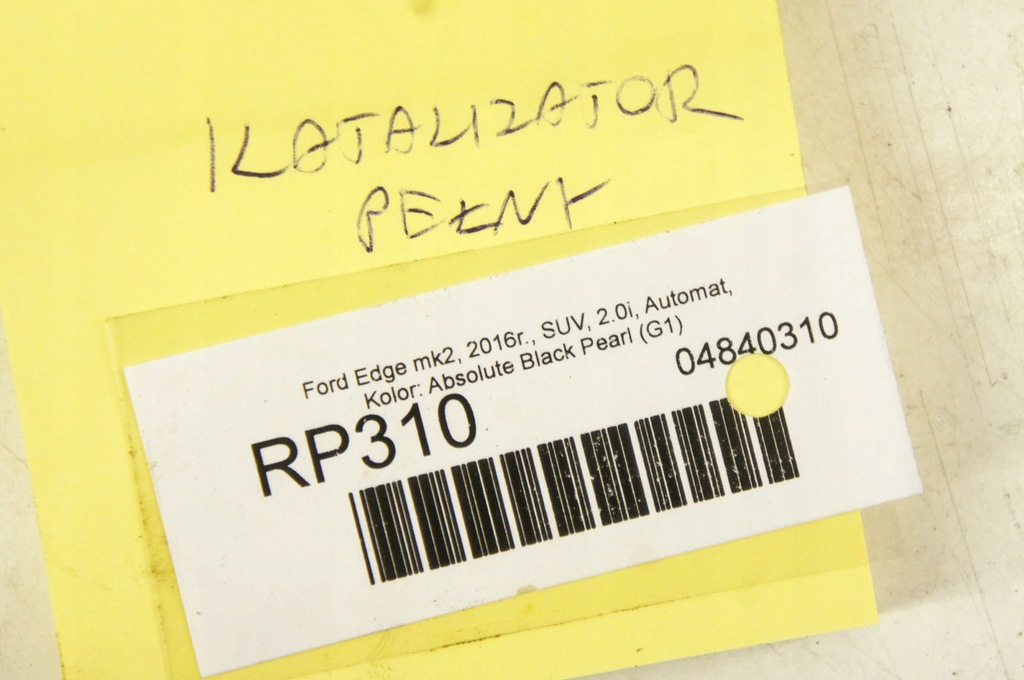 KATALIZATOR
PEŁNY
Ford Edge mk2, 2016r., SUV, 2.0i, Automat,
Kolor: Absolute Black Pearl (G1)
04840310
RP310